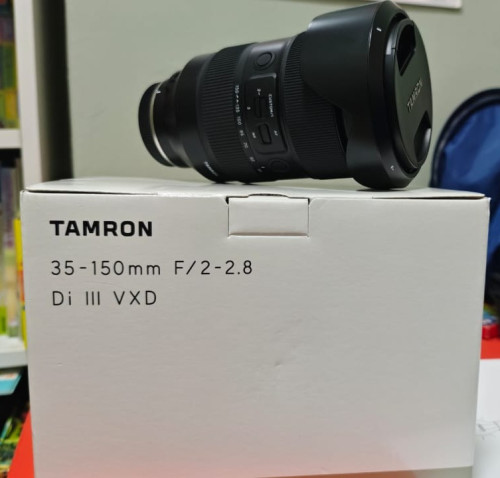 TAMRON
TAMRON
35-150mm F/2-2.8
Di III VXD